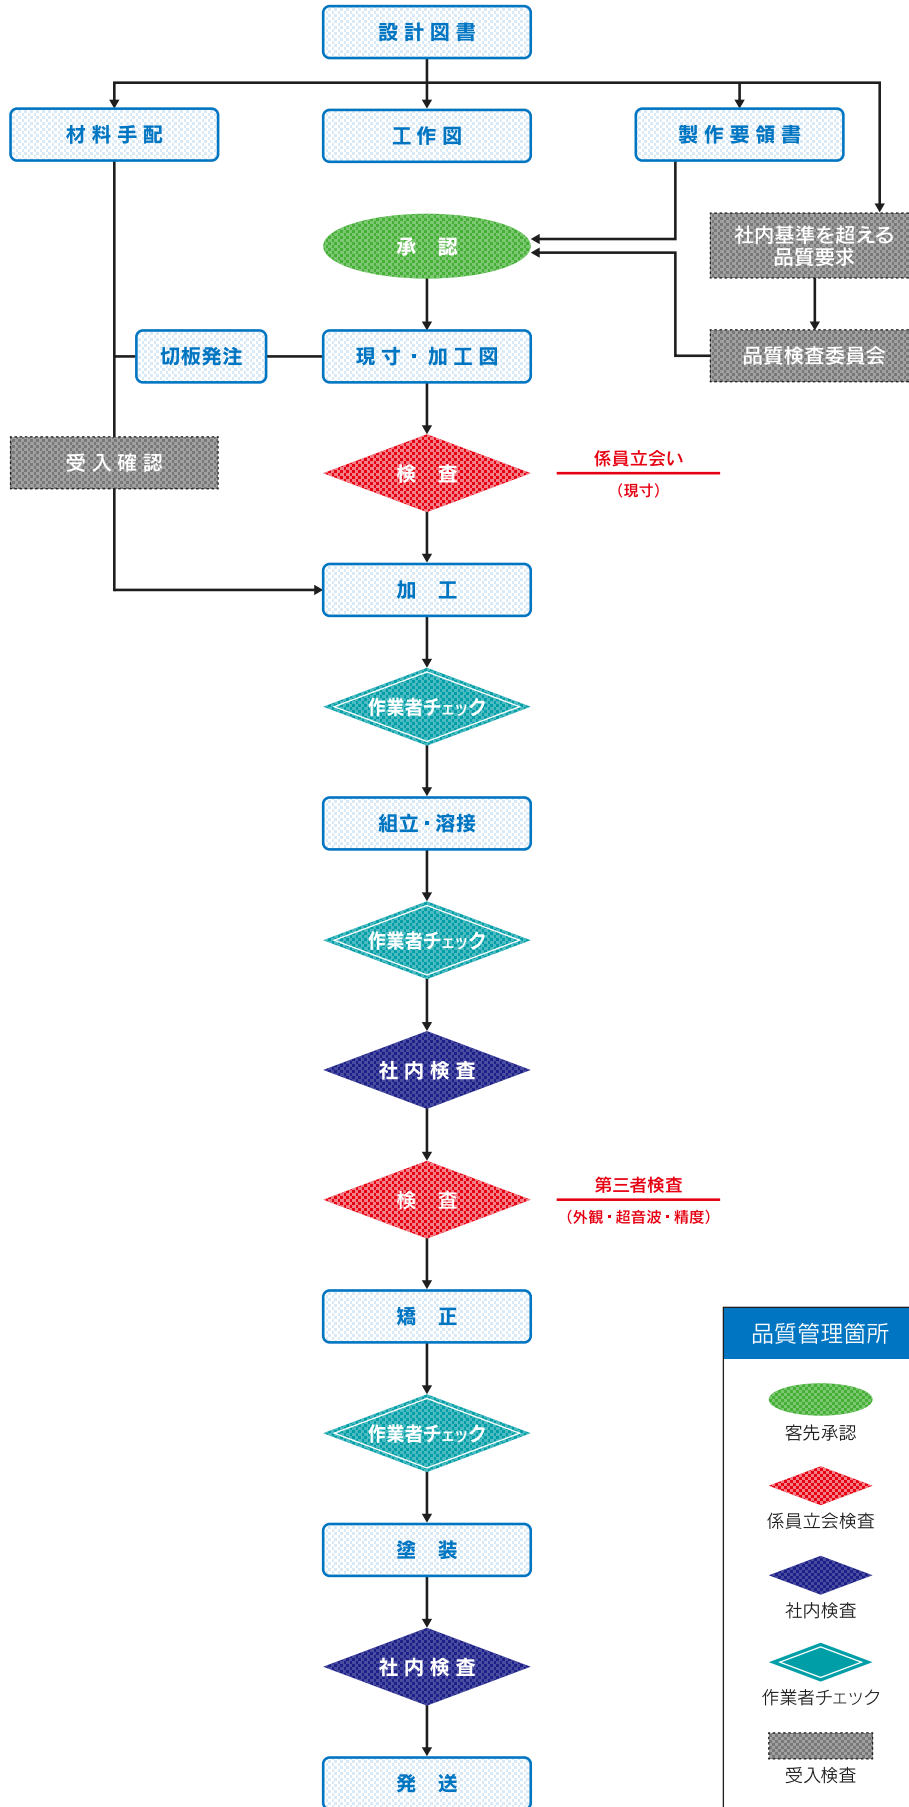 設計図書
材料手配
工作図
製作要領書
社内基準を超える
品質要求
承　認
切板発注
現寸・加工図
品質検査委員会
受入確認
検　査
係員立会い
（現寸）
加　工
作業者チェック
組立・溶接
作業者チェック
社内検査
検　査
第三者検査
（外観・超音波・精度）
矯　正
作業者チェック
塗　装
社内検査
発　送
品質管理箇所
客先承認
係員立会検査
社内検査
作業者チェック
受入検査